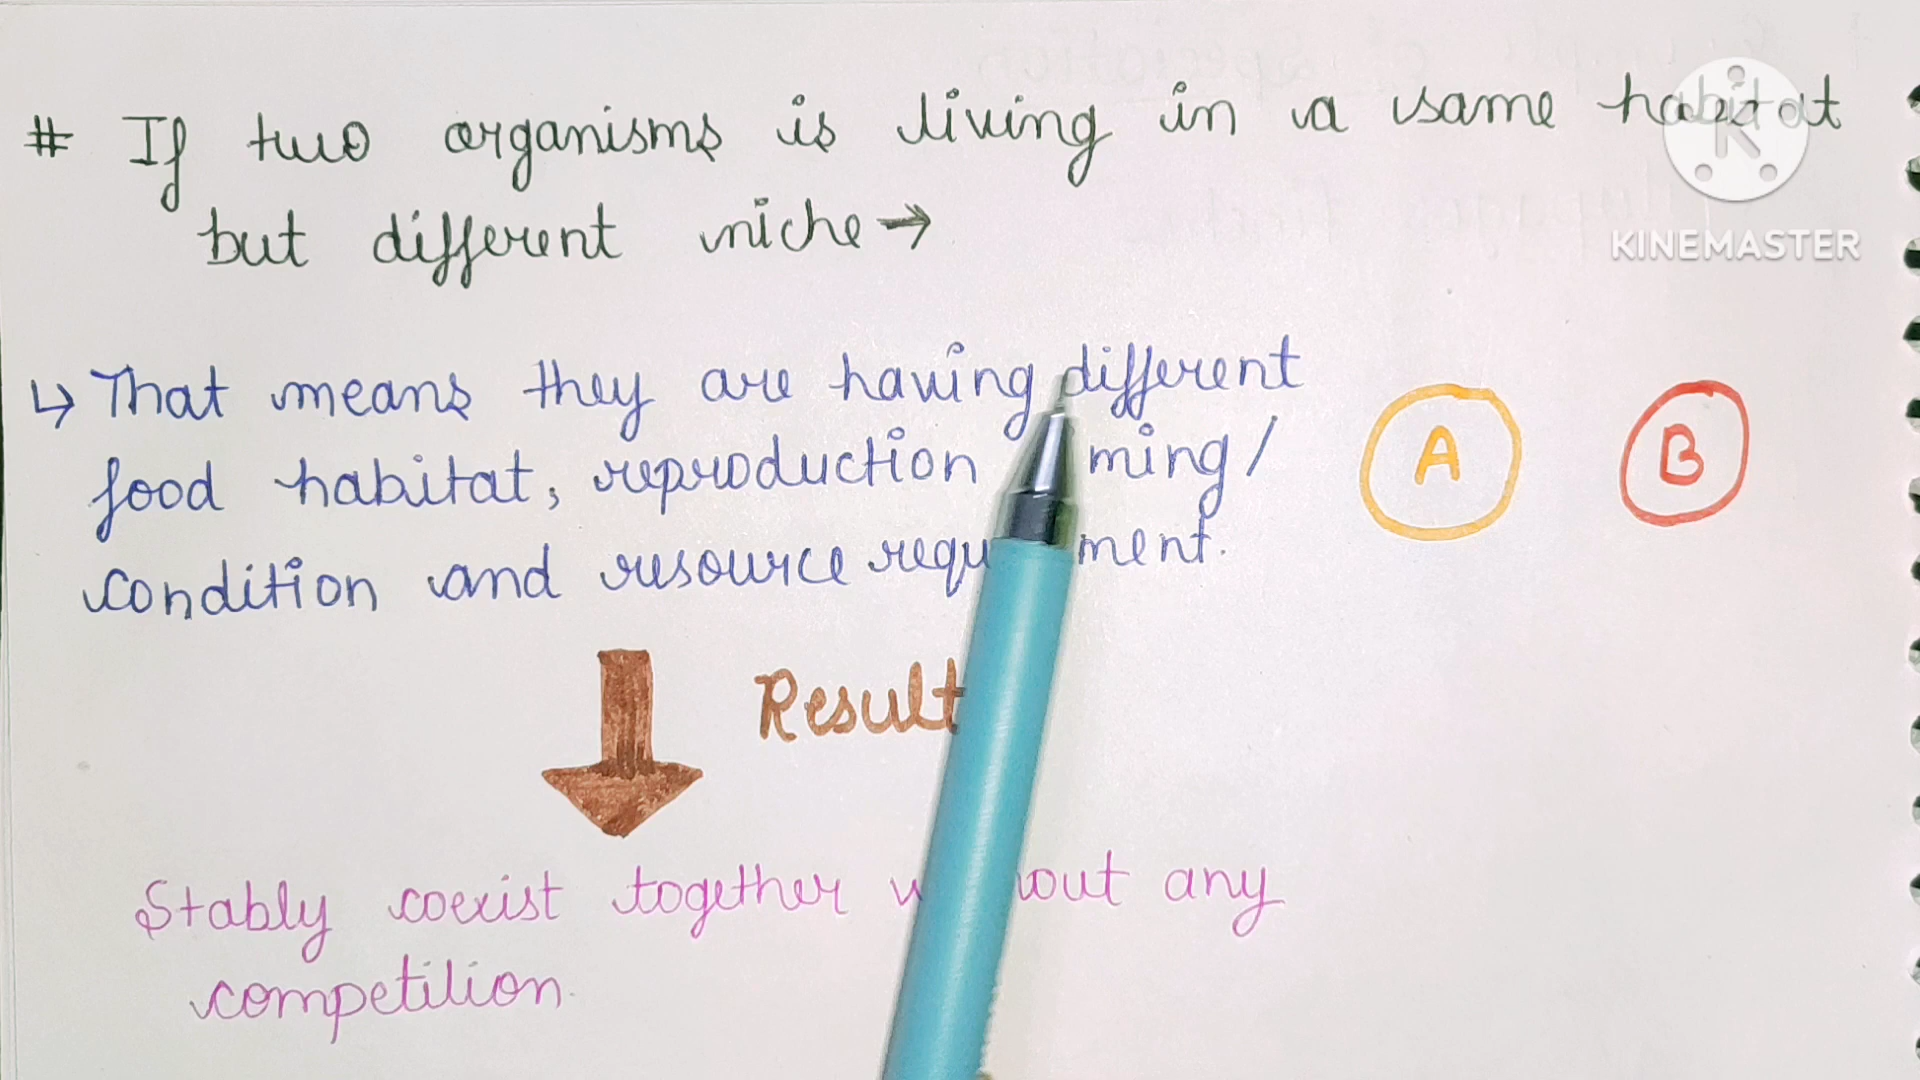 # If two organisms is living in a same habitat
but different niche →
↳ That means they are having different
food habitat, reproduction ming/
condition and resource requ ment.
A
B
Result
Stably coexist together w out any
competition.
K
KINEMASTER